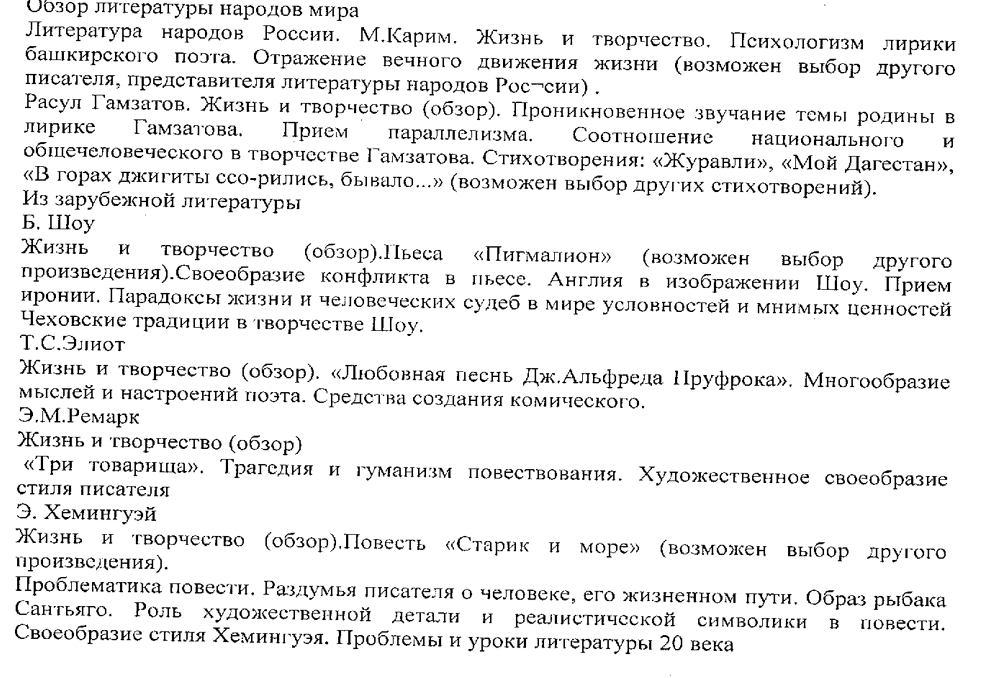 Обзор литературы народов мира
Литература народов России. М.Карим. Жизнь и творчество. Психологизм лирики
башкирского поэта. Отражение вечного движения жизни (возможен выбор другого
писателя, представителя литературы народов Рос¬сии) .
Расул Гамзатов. Жизнь и творчество (обзор). Проникновенное звучание темы родины в
лирике Гамзатова. Прием параллелизма. Соотношение национального и
общечеловеческого в творчестве Гамзатова. Стихотворения: «Журавли», «Мой Дагестан»,
«В горах джигиты ссо-рились, бывало...» (возможен выбор других стихотворений).
Из зарубежной литературы
Б. Шоу
Жизнь и творчество (обзор).Пьеса «Пигмалион» (возможен выбор другого
произведения).Своеобразие конфликта в пьесе. Англия в изображении Шоу. Прием
иронии. Парадоксы жизни и человеческих судеб в мире условностей и мнимых ценностей
Чеховские традиции в творчестве Шоу.
Т.С.Элиот
Жизнь и творчество (обзор). «Любовная песнь Дж.Альфреда Пруфрока». Многообразие
мыслей и настроений поэта. Средства создания комического.
Э.М.Ремарк
Жизнь и творчество (обзор)
«Три товарища». Трагедия и гуманизм повествования. Художественное своеобразие
стиля писателя
Э. Хемингуэй
Жизнь и творчество (обзор).Повесть «Старик и море» (возможен выбор другого
произведения).
Проблематика повести. Раздумья писателя о человеке, его жизненном пути. Образ рыбака
Сантьяго. Роль художественной детали и реалистической символики в повести.
Своеобразие стиля Хемингуэя. Проблемы и уроки литературы 20 века